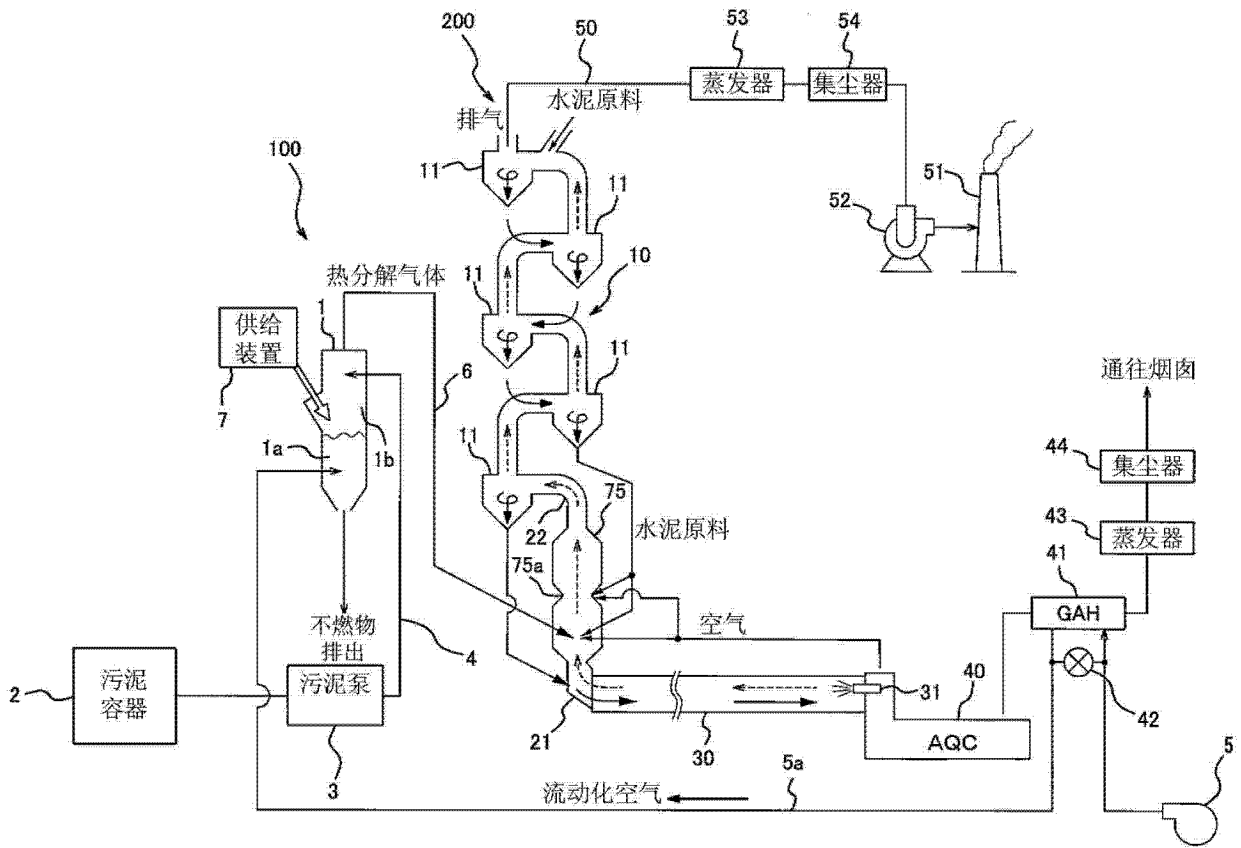 200
50
53
54
蒸发器
集尘器
水泥原料
排气
100
11
11
52
51
热分解气体
11
10
1
供给
装置
7
6
11
通往烟囱
1a
1b
11
44
集尘器
75
22
水泥原料
43
蒸发器
75a
41
GAH
空气
不燃物
排出
4
2
污泥
容器
污泥泵
40
31
42
21
30
AQC
3
5a
5
流动化空气